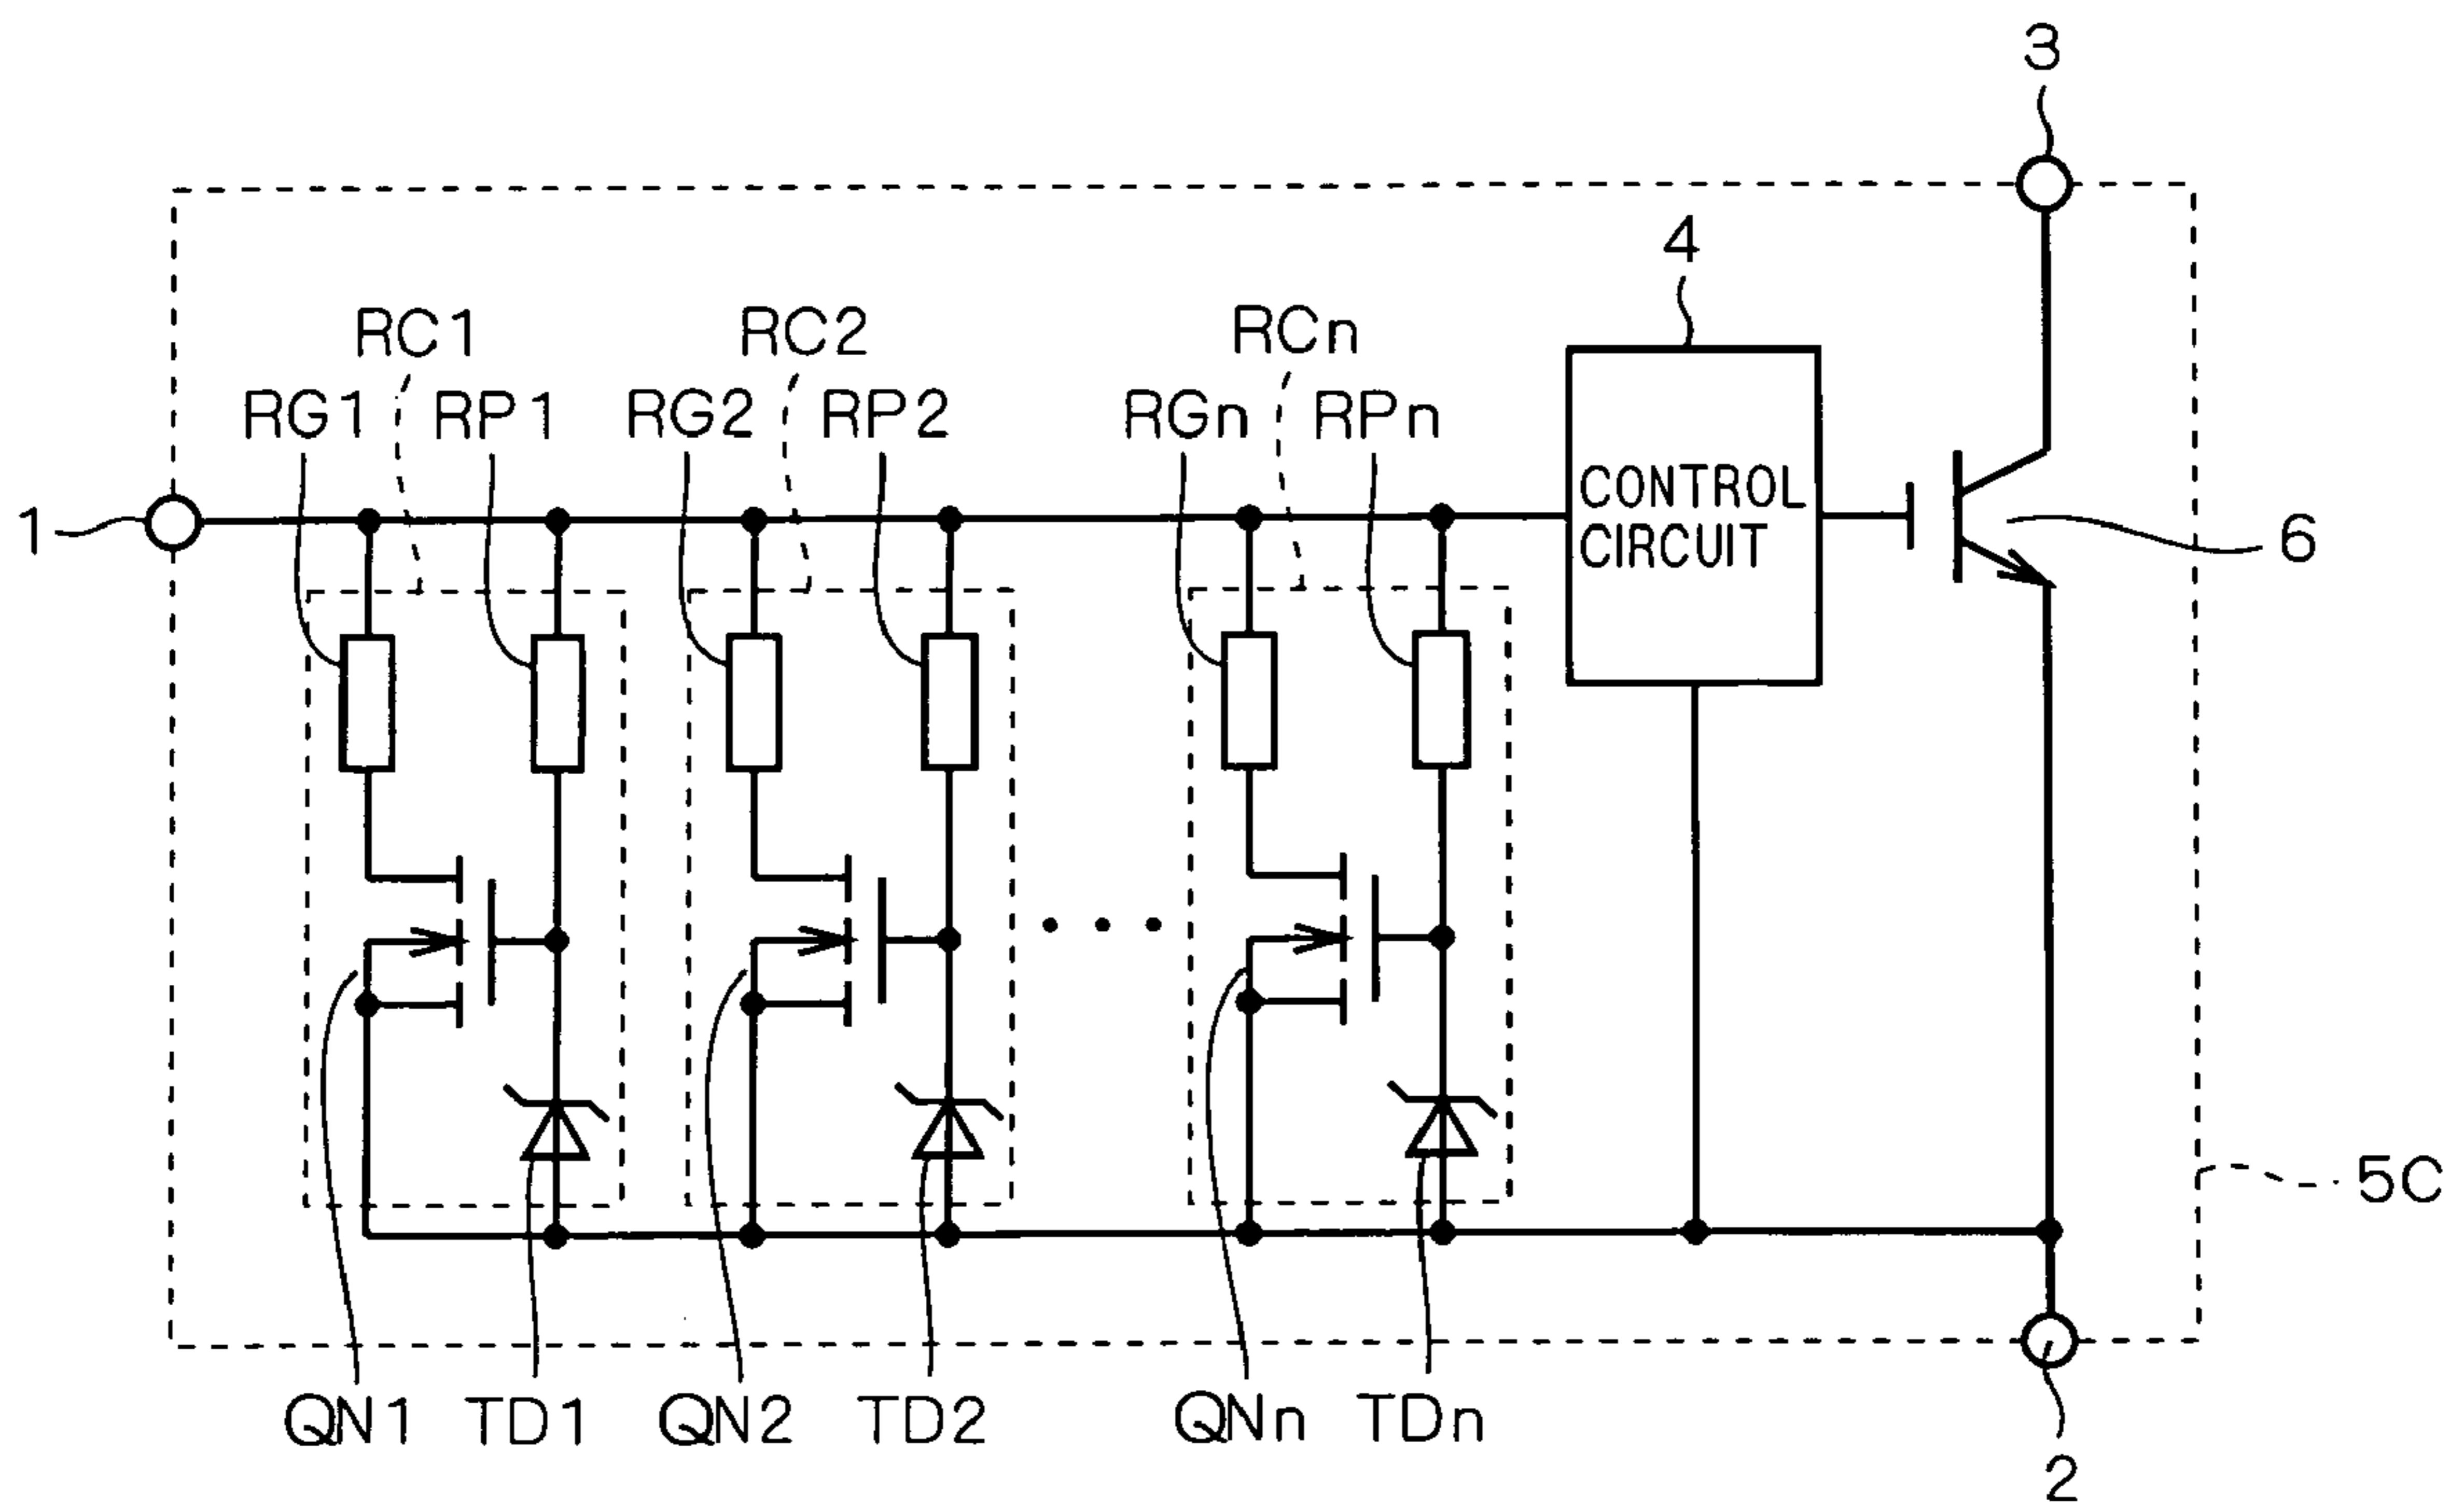 3
4
RC1
RC2
RCn
RG1
RP1
RG2
RP2
RGn
RPn
CONTROL
CIRCUIT
1
6
5C
QN1
TD1
QN2
TD2
QNn
TDn
2